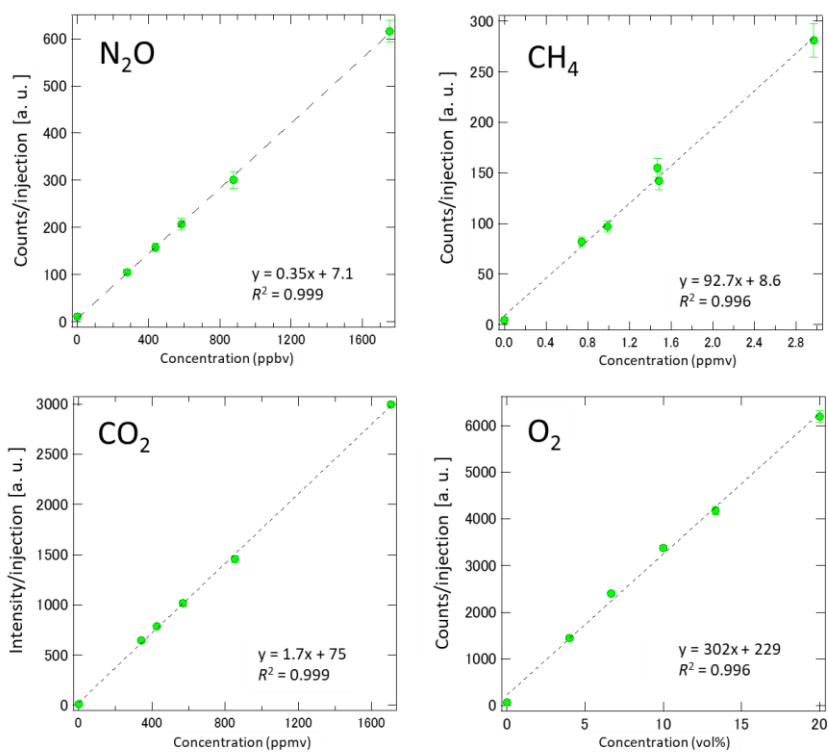 N₂O
Counts/injection [a. u. ]
600
500
400
300
200
100
0
y = 0.35x + 7.1
R² = 0.999
0 400 800 1200 1600
Concentration (ppbv)
CH₄
Counts/injection [a. u. ]
300
250
200
150
100
50
0
y = 92.7x + 8.6
R² = 0.996
0.0 0.4 0.8 1.2 1.6 2.0 2.4 2.8
Concentration (ppmv)
CO₂
Intensity/injection [a. u. ]
3000
2500
2000
1500
1000
500
0
y = 1.7x + 75
R² = 0.999
0 400 800 1200 1600
Concentration (ppmv)
O₂
Counts/injection [a. u. ]
6000
5000
4000
3000
2000
1000
0
y = 302x + 229
R² = 0.996
0 5 10 15 20
Concentration (vol%)